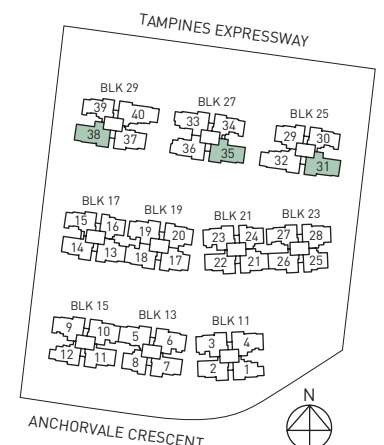 TAMPINES EXPRESSWAY
BLK 29 BLK 27 BLK 25
39 40 33 34 29 30
38 37 36 35 32 31
BLK 17 BLK 19 BLK 21 BLK 23
15 16 19 20 23 24 27 28
14 13 18 17 22 21 26 25
BLK 15 BLK 13 BLK 11
9 10 5 6 3 4
12 11 8 7 2 1
ANCHORVALE CRESCENT
N